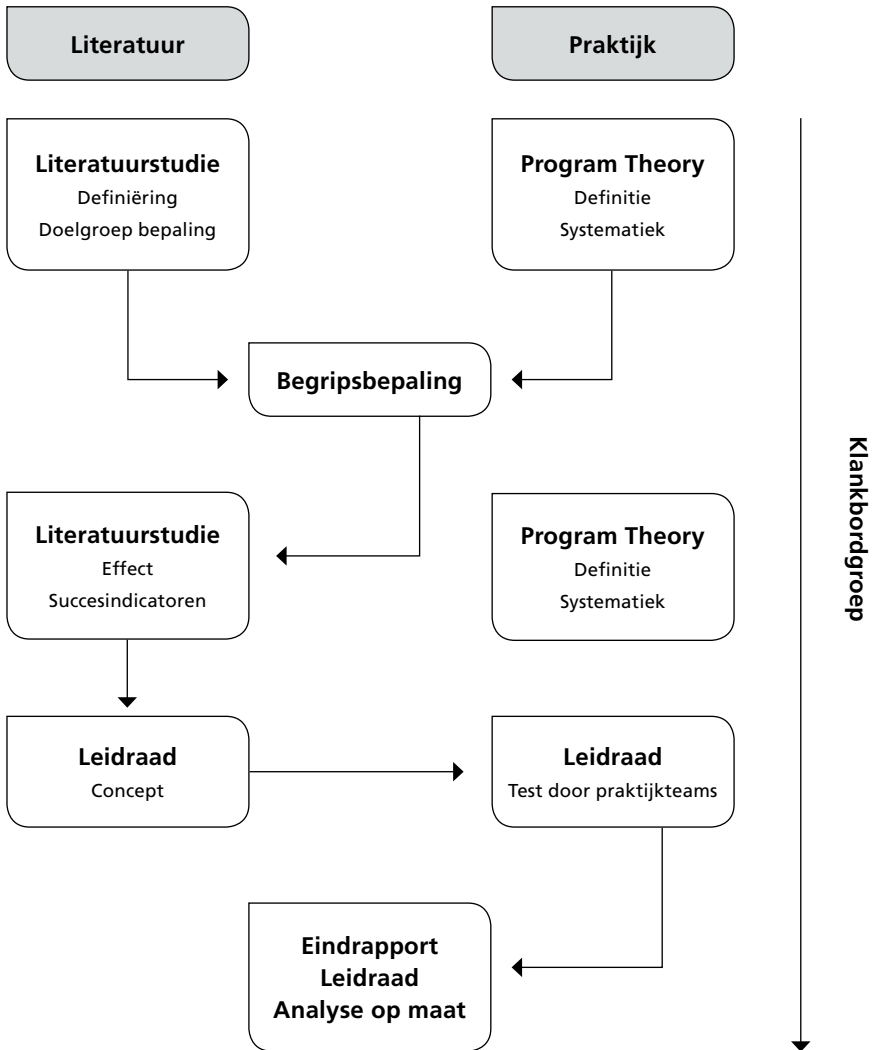 Literatuur
Praktijk
Literatuurstudie
Definiëring
Doelgroep bepaling
Program Theory
Definitie
Systematiek
Begripsbepaling
Literatuurstudie
Effect
Succesindicatoren
Program Theory
Definitie
Systematiek
Klankbordgroep
Leidraad
Concept
Leidraad
Test door praktijkteams
Eindrapport
Leidraad
Analyse op maat